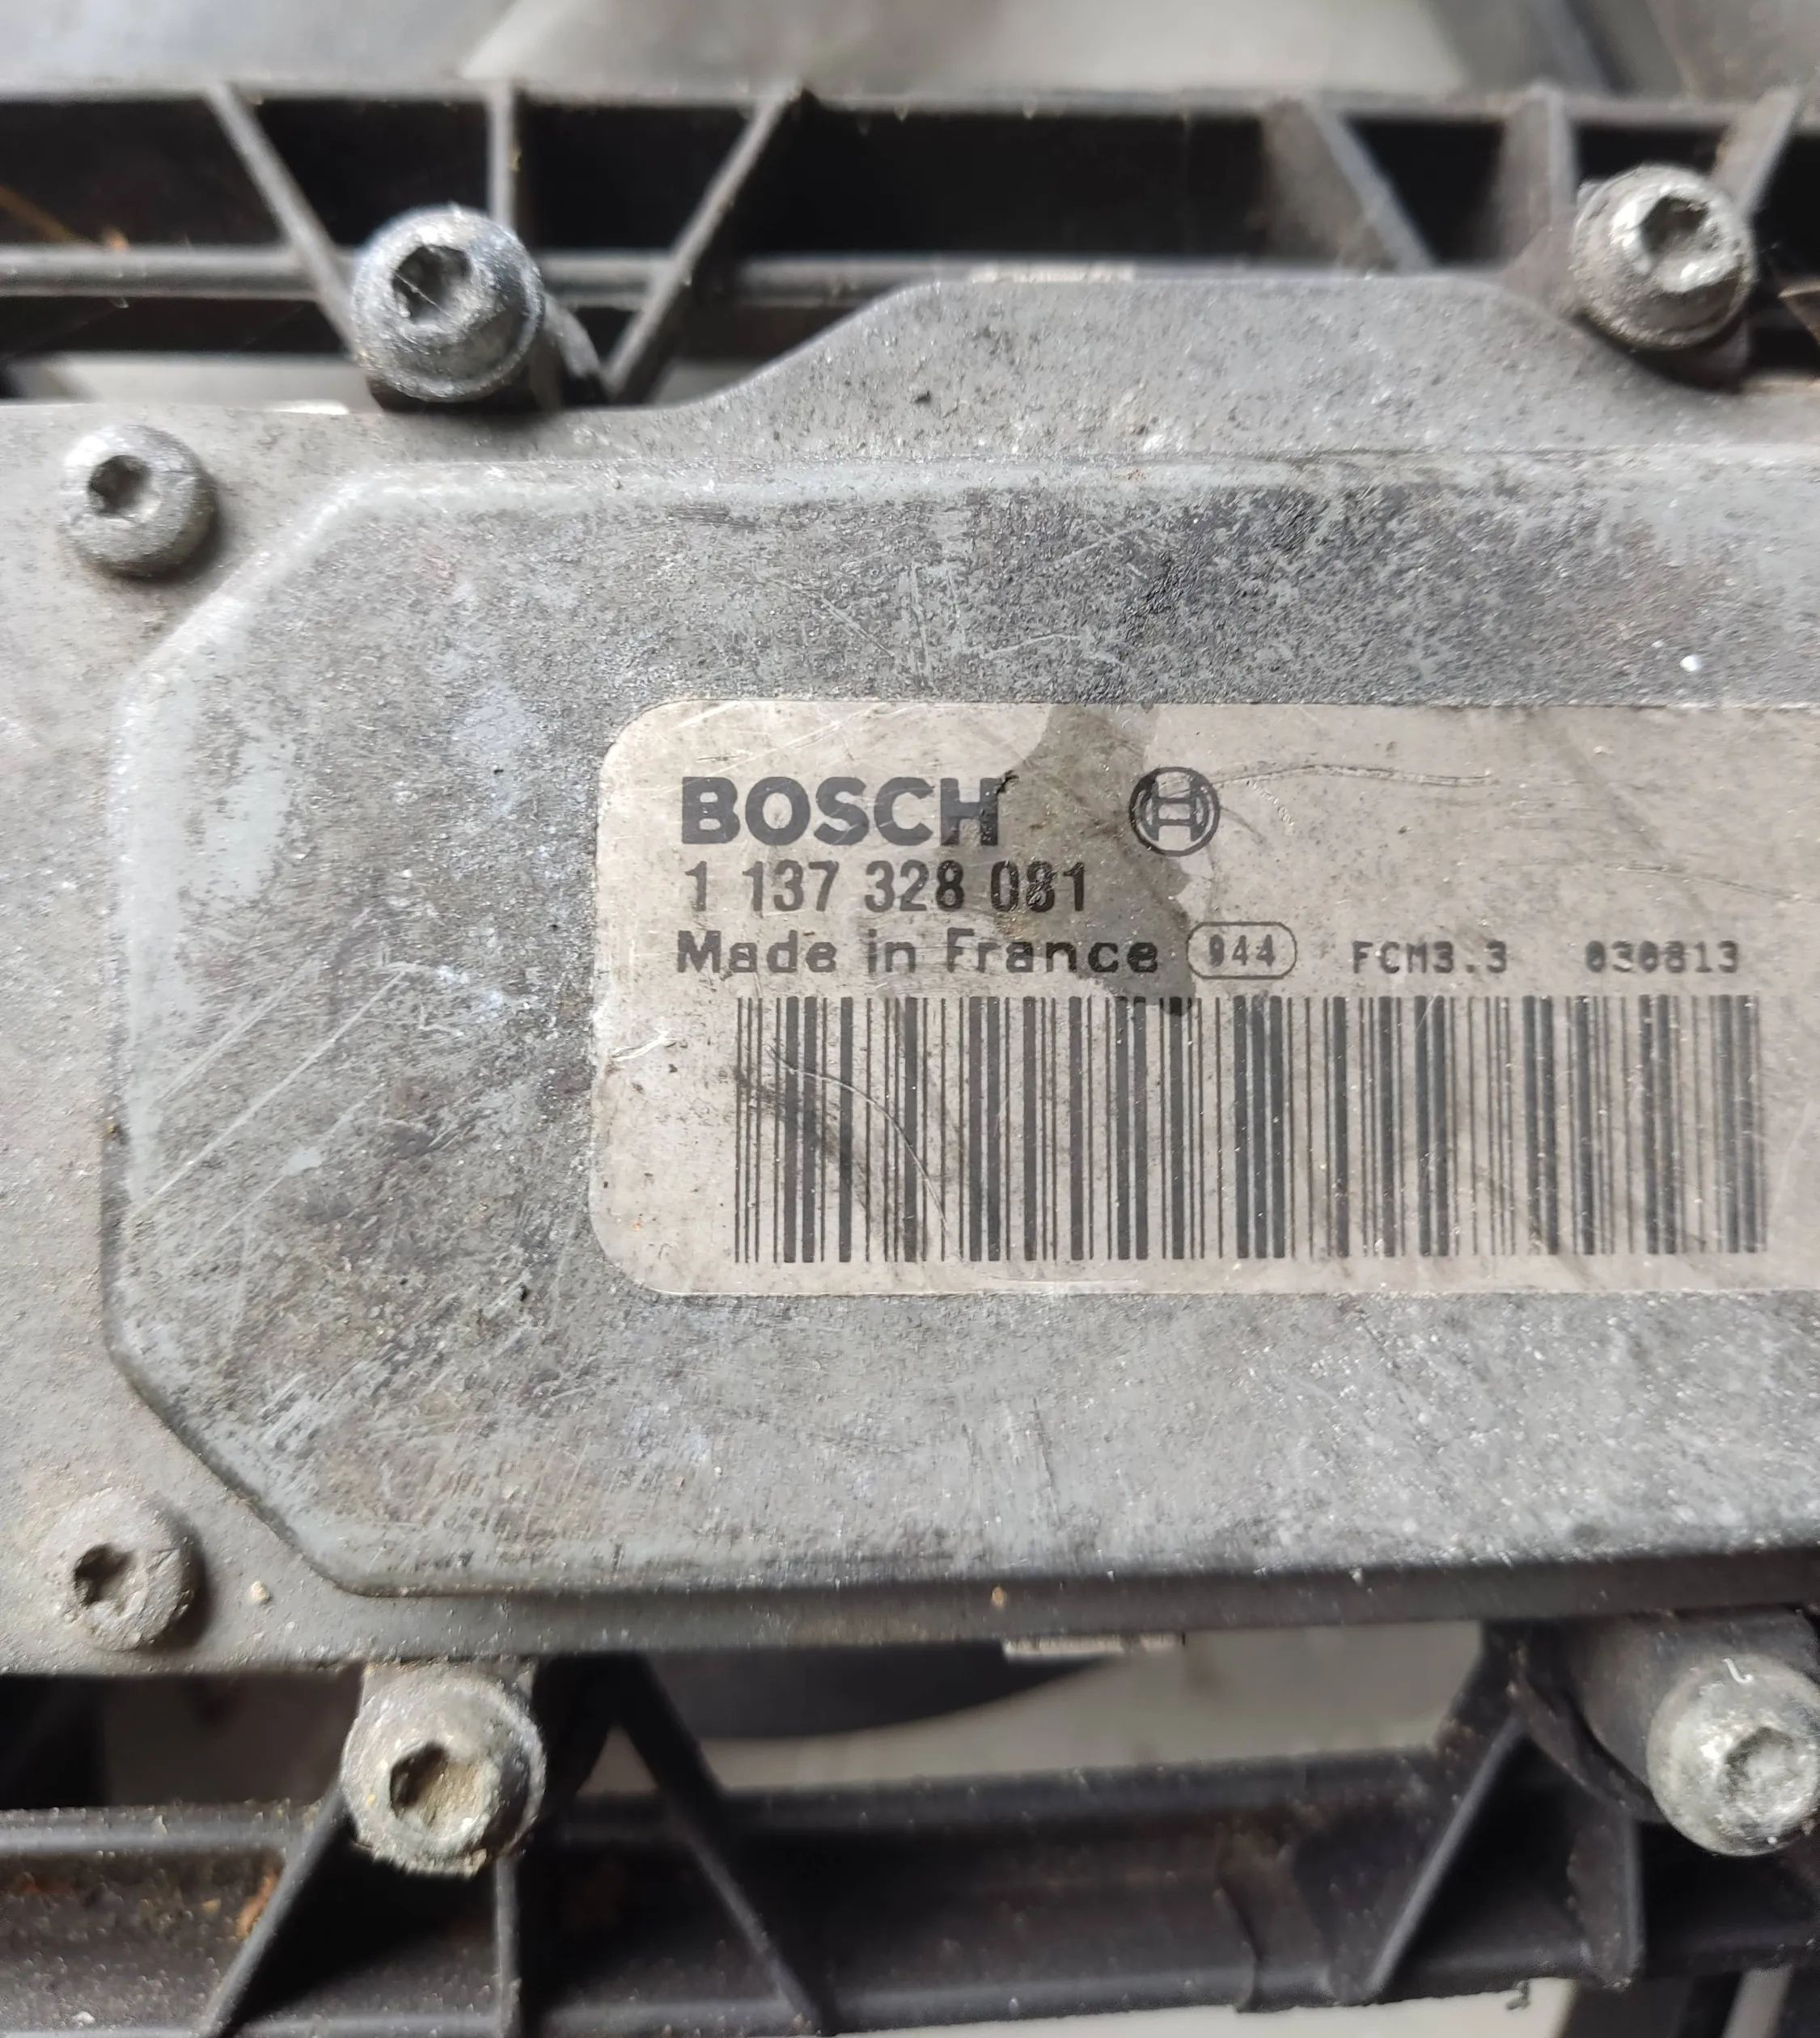 BOSCH
1 137 328 081
Made in France 944 FCM3.3 030813